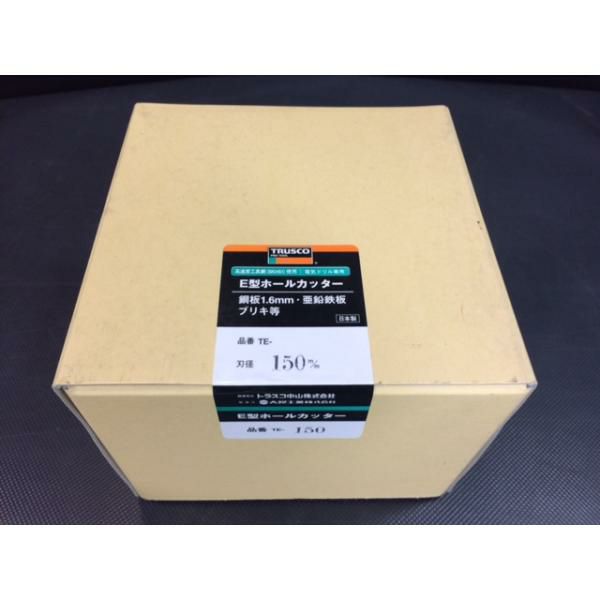 TRUSCO
高速度工具鋼(SKH51)使用 電気ドリル専用
E型ホールカッター
鋼板1.6mm・亜鉛鉄板
ブリキ等
日本製
品番 TE-
刃径 150m/m
トラスコ中山株式会社
E型ホールカッター
品番 TE- 150